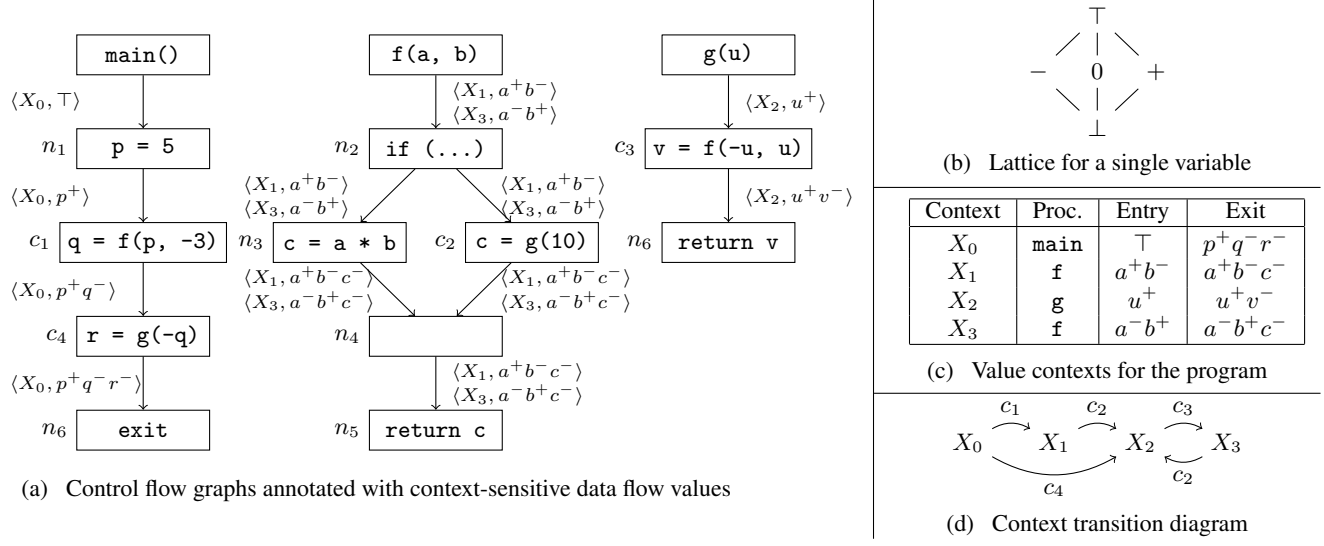 main()
⟨X₀, ⊤⟩
n₁ p = 5
⟨X₀, p⁺⟩
c₁ q = f(p, -3)
⟨X₀, p⁺q⁻⟩
c₄ r = g(-q)
⟨X₀, p⁺q⁻r⁻⟩
n₆ exit
f(a, b)
⟨X₁, a⁺b⁻⟩
⟨X₃, a⁻b⁺⟩
n₂ if (...)
⟨X₁, a⁺b⁻⟩ ⟨X₁, a⁺b⁻⟩
⟨X₃, a⁻b⁺⟩ ⟨X₃, a⁻b⁺⟩
n₃ c = a * b c₂ c = g(10)
⟨X₁, a⁺b⁻c⁻⟩ ⟨X₁, a⁺b⁻c⁻⟩
⟨X₃, a⁻b⁺c⁻⟩ ⟨X₃, a⁻b⁺c⁻⟩
n₄
⟨X₁, a⁺b⁻c⁻⟩
⟨X₃, a⁻b⁺c⁻⟩
n₅ return c
g(u)
⟨X₂, u⁺⟩
c₃ v = f(-u, u)
⟨X₂, u⁺v⁻⟩
n₆ return v
(a) Control flow graphs annotated with context-sensitive data flow values
⊤
− 0 +
⊥
(b) Lattice for a single variable
Context Proc. Entry Exit
X₀ main ⊤ p⁺q⁻r⁻
X₁ f a⁺b⁻ a⁺b⁻c⁻
X₂ g u⁺ u⁺v⁻
X₃ f a⁻b⁺ a⁻b⁺c⁻
(c) Value contexts for the program
c₁ c₂ c₃
X₀ X₁ X₂ X₃
c₄ c₂
(d) Context transition diagram